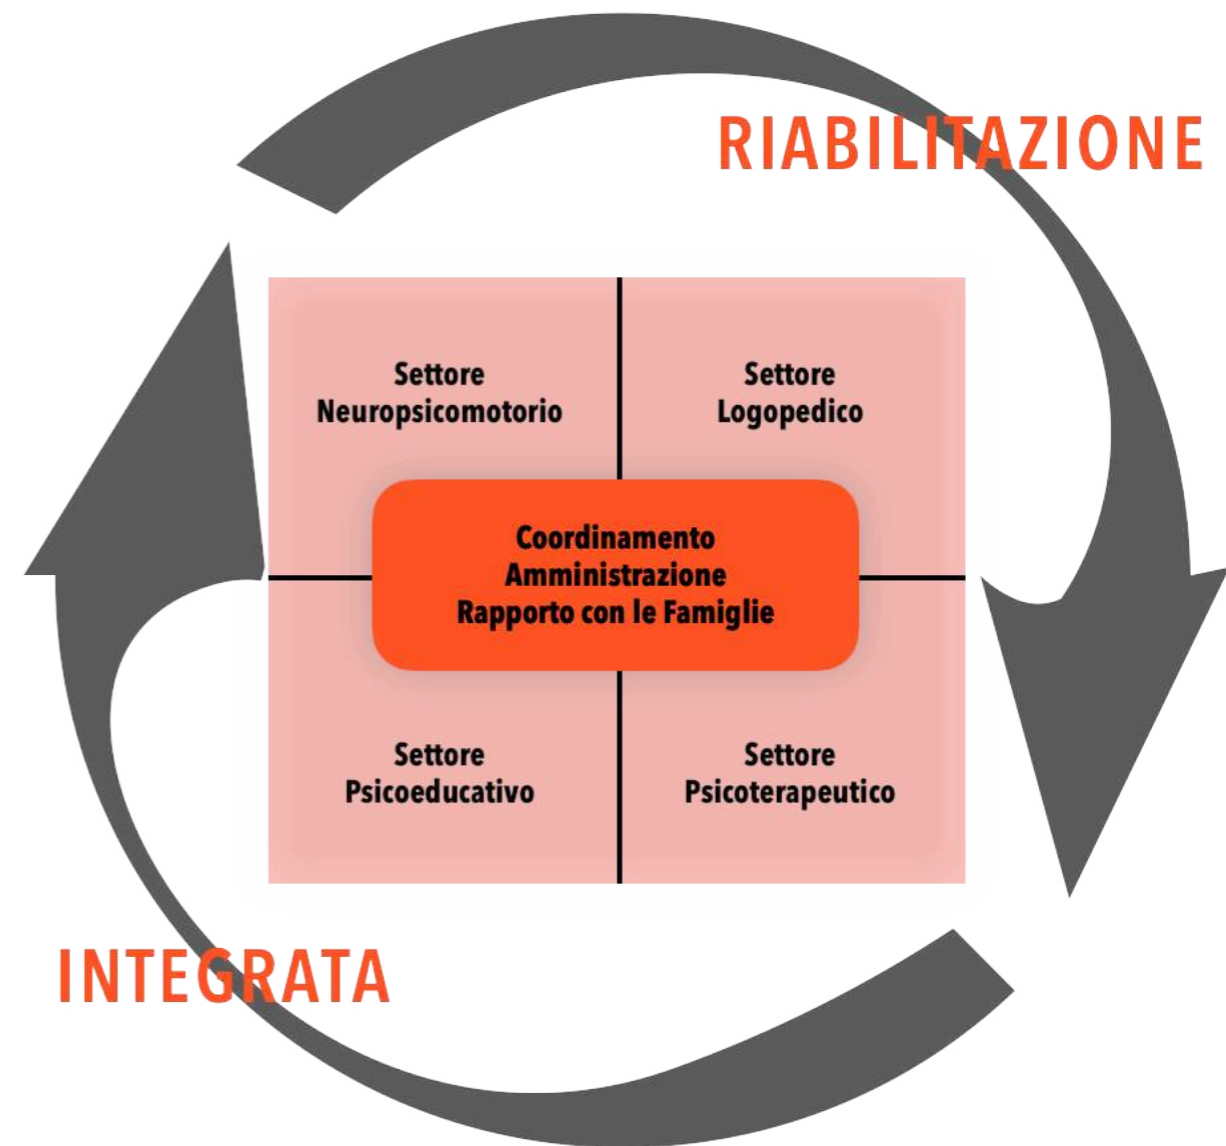 RIABILITAZIONE
Settore
Neuropsicomotorio
Settore
Logopedico
Coordinamento
Amministrazione
Rapporto con le Famiglie
Settore
Psicoeducativo
Settore
Psicoterapeutico
INTEGRATA